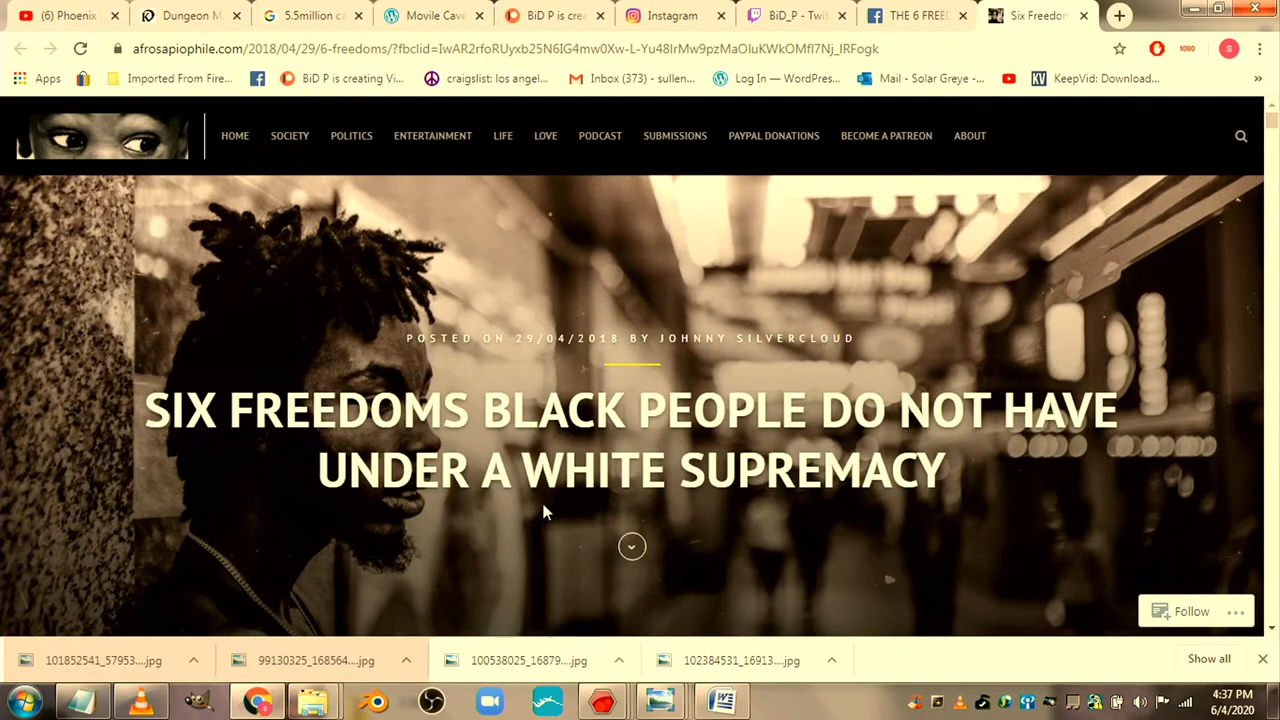 (6) Phoenix
Dungeon M
5.5million c
Movile Cav
BiD P is cre
Instagram
BiD_P - Twit
THE 6 FREE
Six Freedom
afrosapiophile.com/2018/04/29/6-freedoms/?fbclid=IwAR2rfoRUyxb25N6IG4mw0Xw-L-Yu48IrMw9pzMaOluKWkOMfl7Nj_lRFogk
1080
S
Apps
Imported From Fire...
BiD P is creating Vi...
craigslist: los angel...
Inbox (373) - sullen...
Log In — WordPres...
Mail - Solar Greye -...
KV
KeepVid: Download...
»
HOME
SOCIETY
POLITICS
ENTERTAINMENT
LIFE
LOVE
PODCAST
SUBMISSIONS
PAYPAL DONATIONS
BECOME A PATREON
ABOUT
POSTED ON 29/04/2018 BY JOHNNY SILVERCLOUD
SIX FREEDOMS BLACK PEOPLE DO NOT HAVE
UNDER A WHITE SUPREMACY
Follow
101852541_57953....jpg
99130325_168564....jpg
100538025_16879....jpg
102384531_16913....jpg
Show all
4:37 PM
6/4/2020